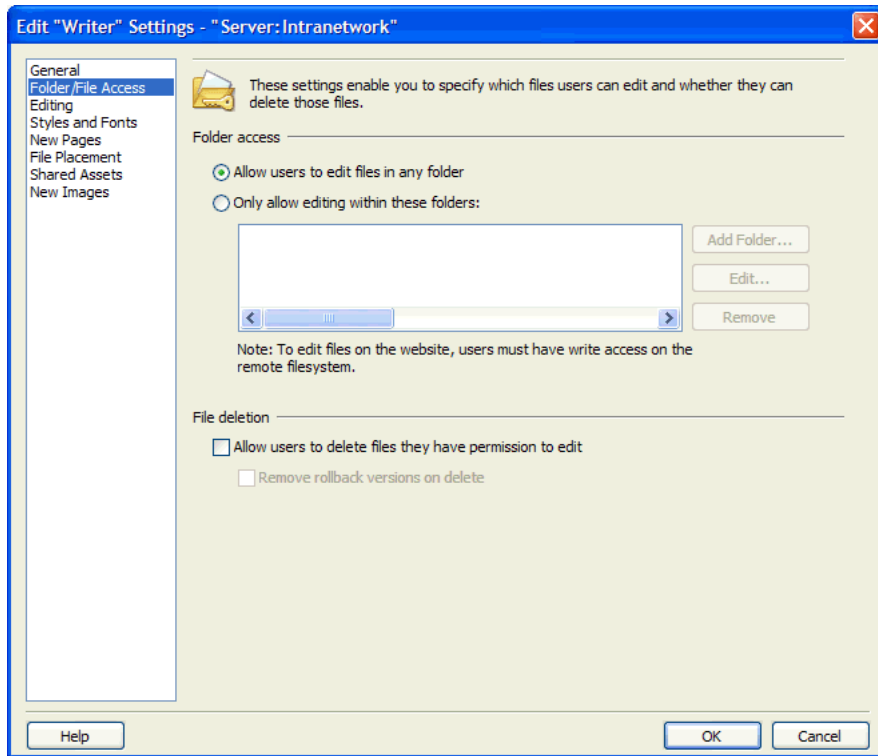 Edit "Writer" Settings - "Server:Intranetwork"
General
Folder/File Access
Editing
Styles and Fonts
New Pages
File Placement
Shared Assets
New Images
These settings enable you to specify which files users can edit and whether they can
delete those files.
Folder access
Allow users to edit files in any folder
Only allow editing within these folders:
Add Folder...
Edit...
Remove
Note: To edit files on the website, users must have write access on the
remote filesystem.
File deletion
Allow users to delete files they have permission to edit
Remove rollback versions on delete
Help
OK
Cancel